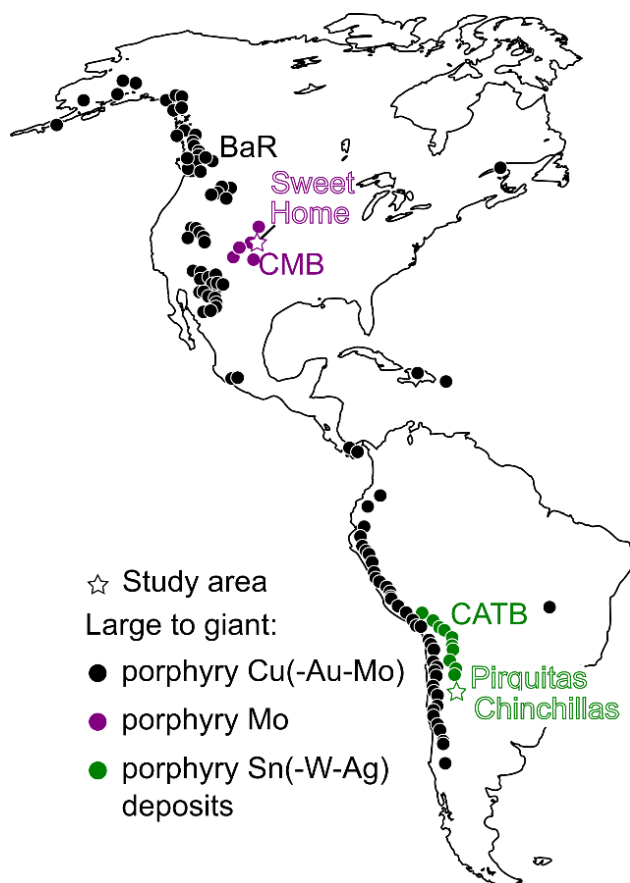 BaR
Sweet
Home
CMB
☆ Study area
Large to giant:
CATB
porphyry Cu(-Au-Mo)
Pirquitas
Chinchillas
porphyry Mo
porphyry Sn(-W-Ag)
deposits